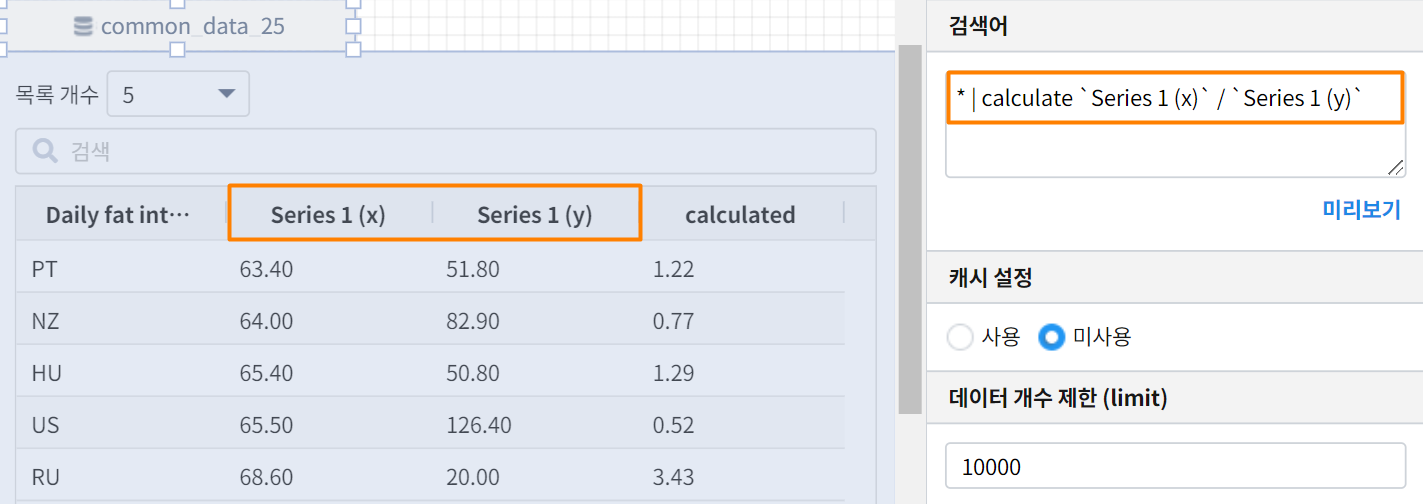 common_data_25
목록 개수 5
검색
Daily fat int… Series 1 (x) Series 1 (y) calculated
PT 63.40 51.80 1.22
NZ 64.00 82.90 0.77
HU 65.40 50.80 1.29
US 65.50 126.40 0.52
RU 68.60 20.00 3.43
검색어
* | calculate `Series 1 (x)` / `Series 1 (y)`
미리보기
캐시 설정
사용 미사용
데이터 개수 제한 (limit)
10000